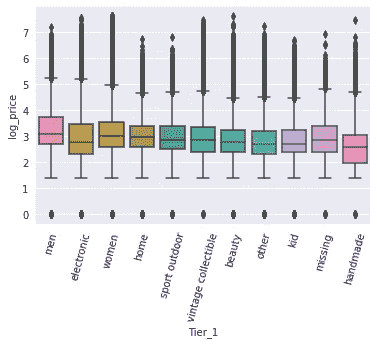 7
6
5
4
3
2
1
0
log_price
men
electronic
women
home
sport outdoor
vintage collectible
beauty
other
kid
missing
handmade
Tier_1